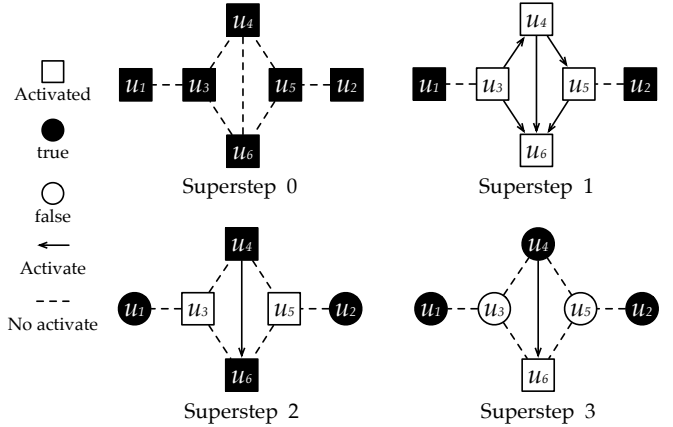 Activated
true
false
Activate
No activate
u₄
u₁ u₃ u₅ u₂
u₆
Superstep 0
u₄
u₁ u₃ u₅ u₂
u₆
Superstep 1
u₄
u₁ u₃ u₅ u₂
u₆
Superstep 2
u₄
u₁ u₃ u₅ u₂
u₆
Superstep 3